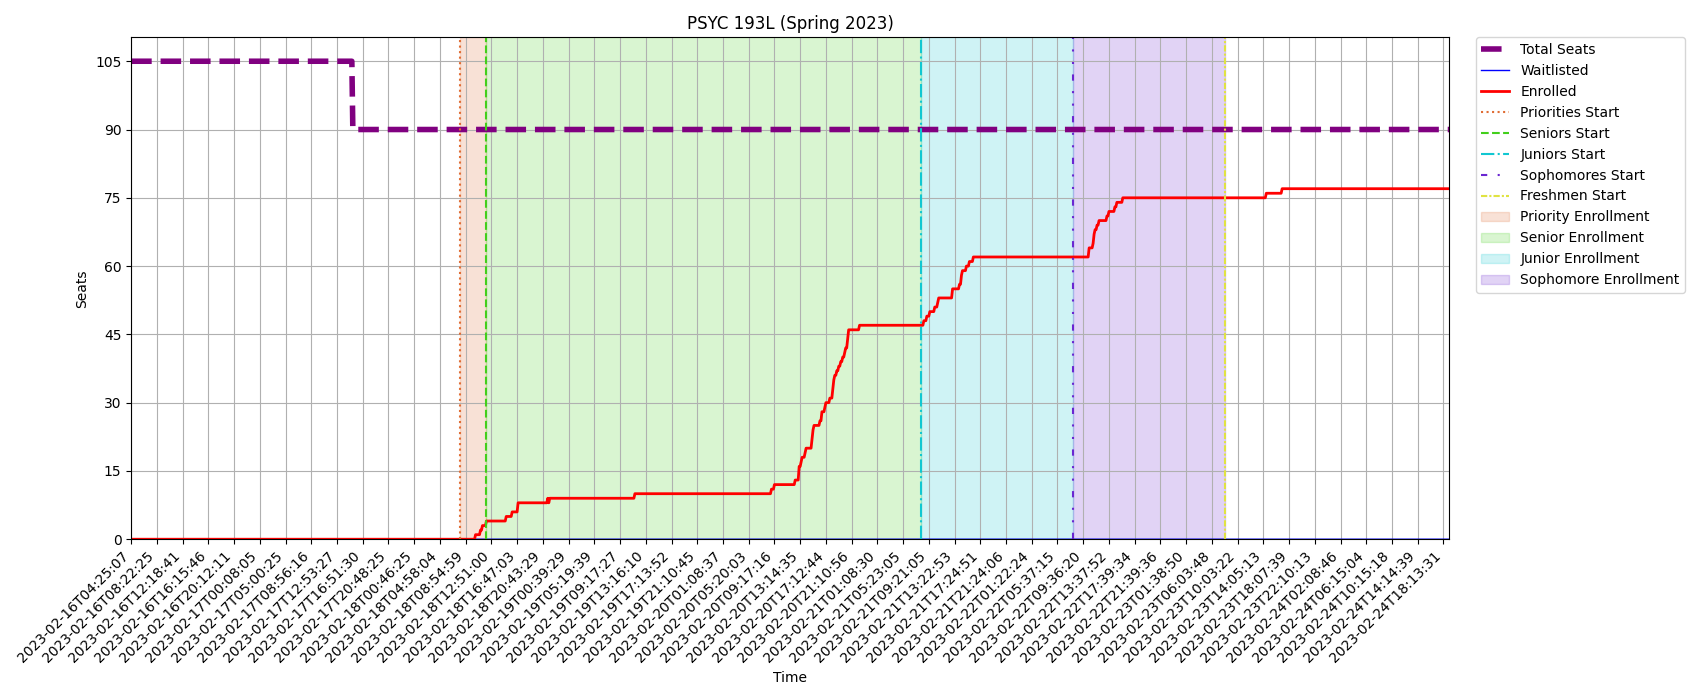 PSYC 193L (Spring 2023)
Total Seats
Waitlisted
Enrolled
Priorities Start
Seniors Start
Juniors Start
Sophomores Start
Freshmen Start
Priority Enrollment
Senior Enrollment
Junior Enrollment
Sophomore Enrollment
Seats
105
90
75
60
45
30
15
0
2023-02-16T04:25:07
2023-02-16T08:22:25
2023-02-16T12:18:41
2023-02-16T16:15:46
2023-02-16T20:12:11
2023-02-17T00:08:05
2023-02-17T05:00:25
2023-02-17T08:56:16
2023-02-17T12:53:27
2023-02-17T16:51:30
2023-02-17T20:48:25
2023-02-18T00:46:25
2023-02-18T04:58:04
2023-02-18T08:54:59
2023-02-18T12:51:00
2023-02-18T16:47:03
2023-02-18T20:43:29
2023-02-19T00:39:29
2023-02-19T05:19:39
2023-02-19T09:17:27
2023-02-19T13:16:10
2023-02-19T17:13:52
2023-02-19T21:10:45
2023-02-20T01:08:37
2023-02-20T05:20:03
2023-02-20T09:17:16
2023-02-20T13:14:35
2023-02-20T17:12:44
2023-02-20T21:10:56
2023-02-21T01:08:30
2023-02-21T05:23:05
2023-02-21T09:21:05
2023-02-21T13:22:53
2023-02-21T17:24:51
2023-02-21T21:24:06
2023-02-22T01:22:24
2023-02-22T05:37:15
2023-02-22T09:36:20
2023-02-22T13:37:52
2023-02-22T17:39:34
2023-02-22T21:39:36
2023-02-23T01:38:50
2023-02-23T06:03:48
2023-02-23T10:03:22
2023-02-23T14:05:13
2023-02-23T18:07:39
2023-02-23T22:10:13
2023-02-24T02:08:46
2023-02-24T06:15:04
2023-02-24T10:15:18
2023-02-24T14:14:39
2023-02-24T18:13:31
Time